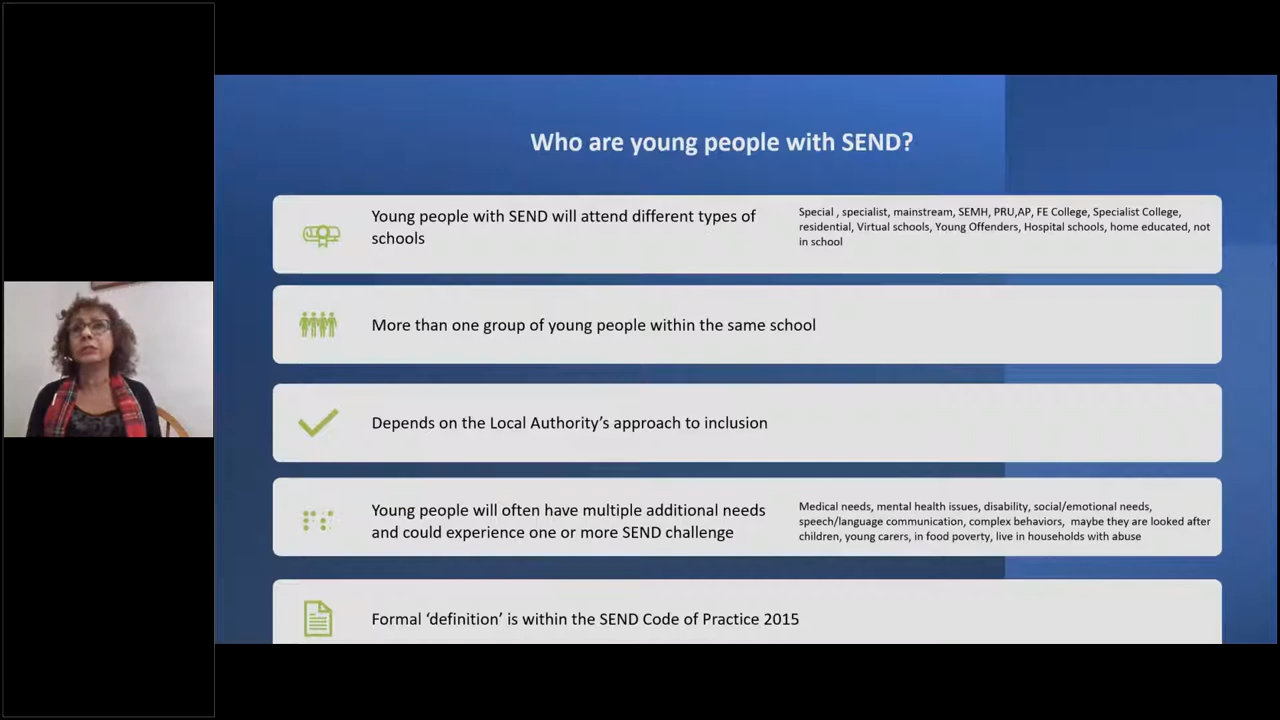 Who are young people with SEND?
Young people with SEND will attend different types of
schools
Special , specialist, mainstream, SEMH, PRU,AP, FE College, Specialist College,
residential, Virtual schools, Young Offenders, Hospital schools, home educated, not
in school
More than one group of young people within the same school
Depends on the Local Authority’s approach to inclusion
Young people will often have multiple additional needs
and could experience one or more SEND challenge
Medical needs, mental health issues, disability, social/emotional needs,
speech/language communication, complex behaviors,  maybe they are looked after
children, young carers, in food poverty, live in households with abuse
Formal ‘definition’ is within the SEND Code of Practice 2015